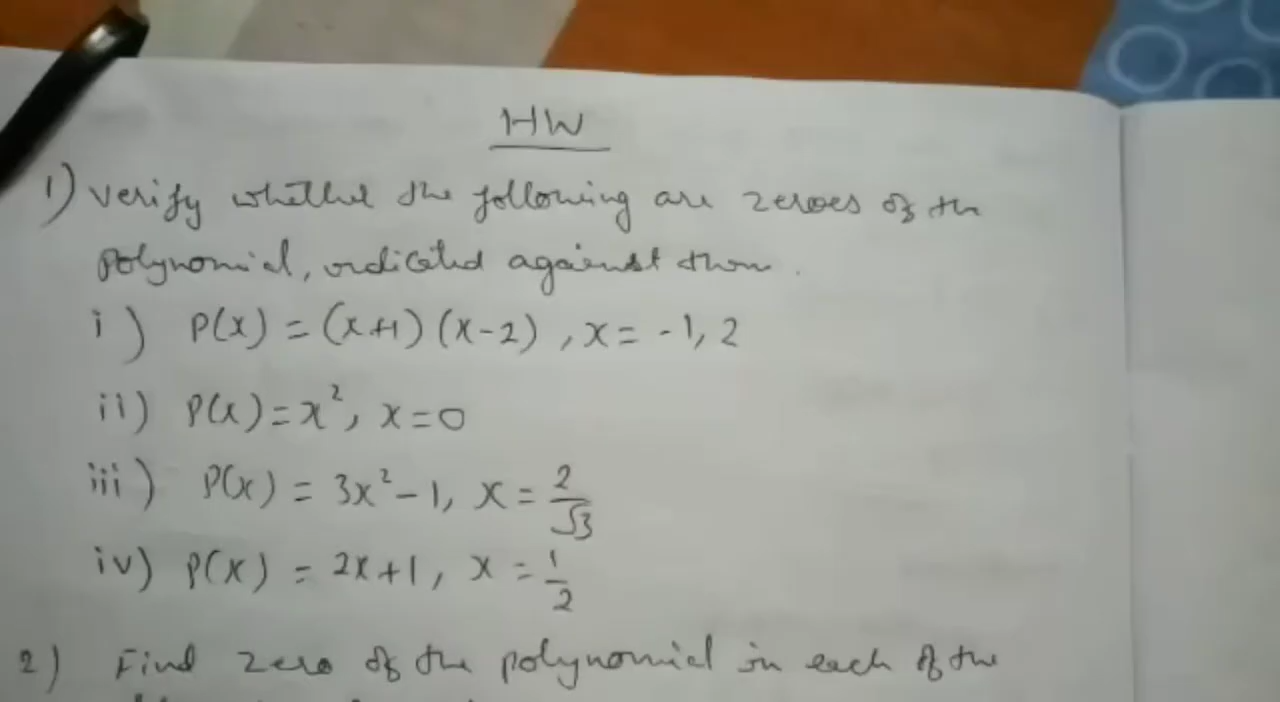 HW
1) verify whether the following are zeroes of the
polynomial, indicated against them.
i) P(x) = (x+1) (x-2) , x = -1, 2
ii) P(x) = x², x = 0
iii) P(x) = 3x² - 1, x = 2/√3
iv) P(x) = 2x + 1, x = 1/2
2) Find zero of the polynomial in each of the